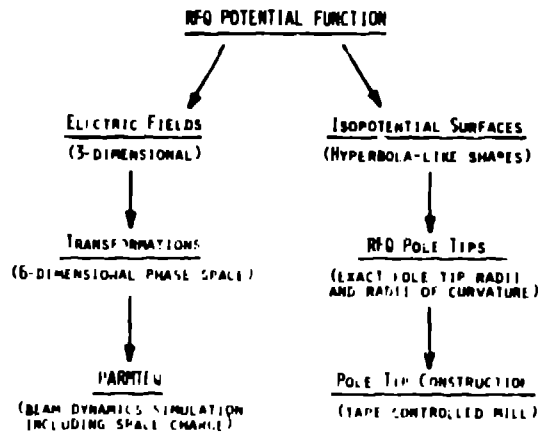 RFQ POTENTIAL FUNCTION
ELECTRIC FIELDS
(3-DIMENSIONAL)
TRANSFORMATIONS
(6-DIMENSIONAL PHASE SPACE)
PARMTEQ
(BEAM DYNAMICS SIMULATION
INCLUDING SPACE CHARGE)
ISOPOTENTIAL SURFACES
(HYPERBOLA-LIKE SHAPES)
RFQ POLE TIPS
(EXACT POLE TIP RADII
AND RADII OF CURVATURE)
POLE TIP CONSTRUCTION
(TAPE CONTROLLED MILL)